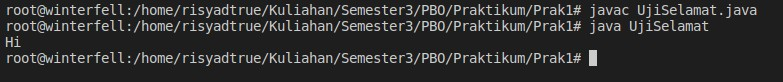 root@winterfell:/home/risyadtrue/Kuliahan/Semester3/PBO/Praktikum/Prak1# javac UjiSelamat.java
root@winterfell:/home/risyadtrue/Kuliahan/Semester3/PBO/Praktikum/Prak1# java UjiSelamat
Hi
root@winterfell:/home/risyadtrue/Kuliahan/Semester3/PBO/Praktikum/Prak1#